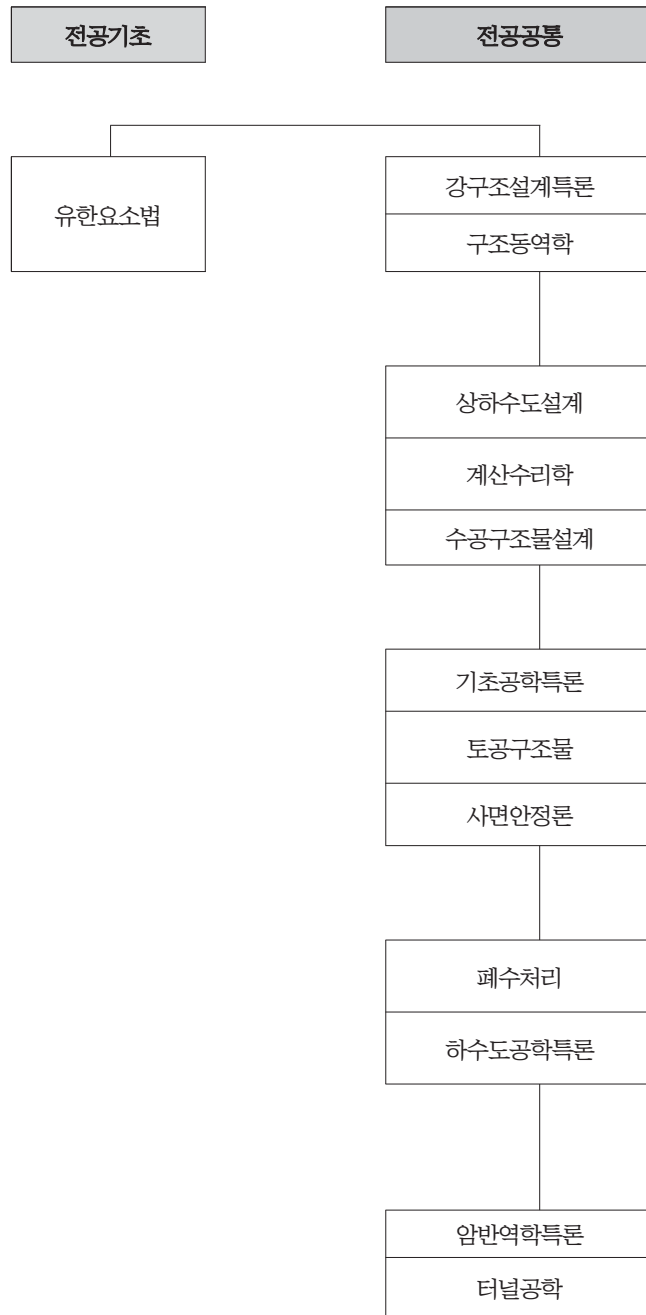 전공기초
전공공통
유한요소법
강구조설계특론
구조동역학
상하수도설계
계산수리학
수공구조물설계
기초공학특론
토공구조물
사면안정론
폐수처리
하수도공학특론
암반역학특론
터널공학